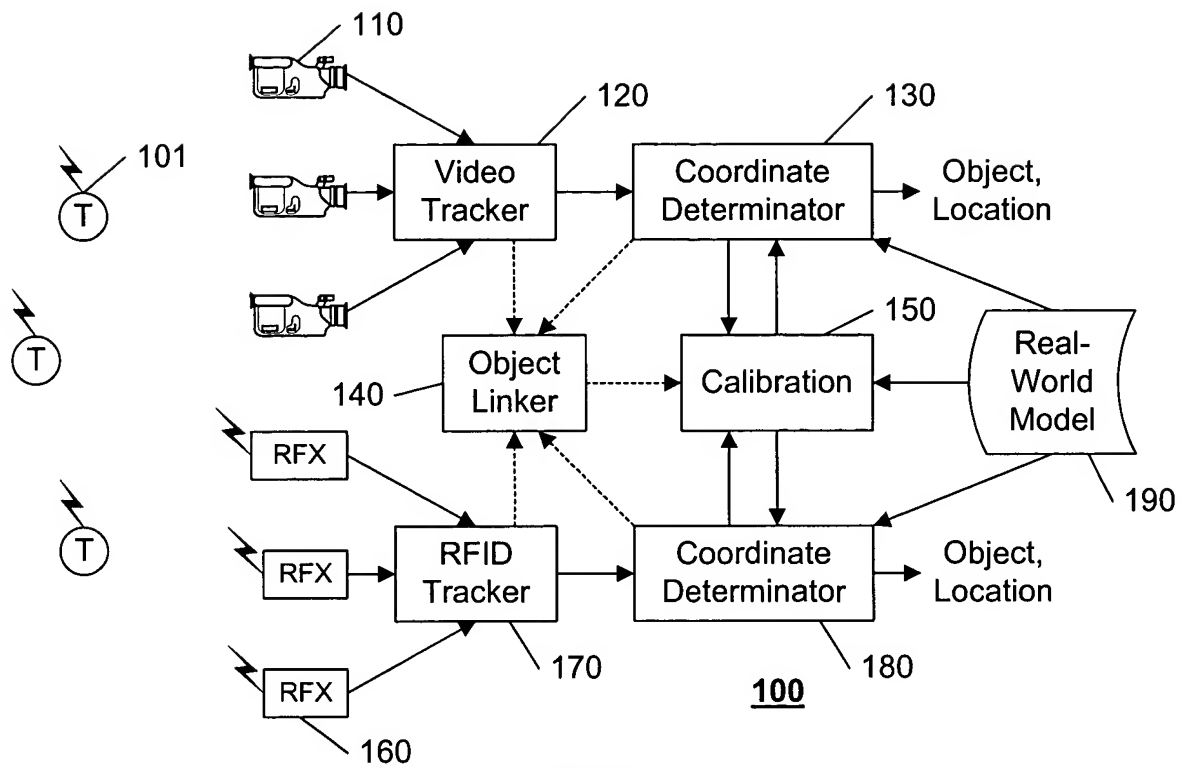 110
120
130
101
Video
Tracker
Coordinate
Determinator
Object,
Location
T
T
140
Object
Linker
150
Calibration
Real-
World
Model
190
RFX
T
RFX
RFID
Tracker
Coordinate
Determinator
Object,
Location
RFX
160
170
180
100